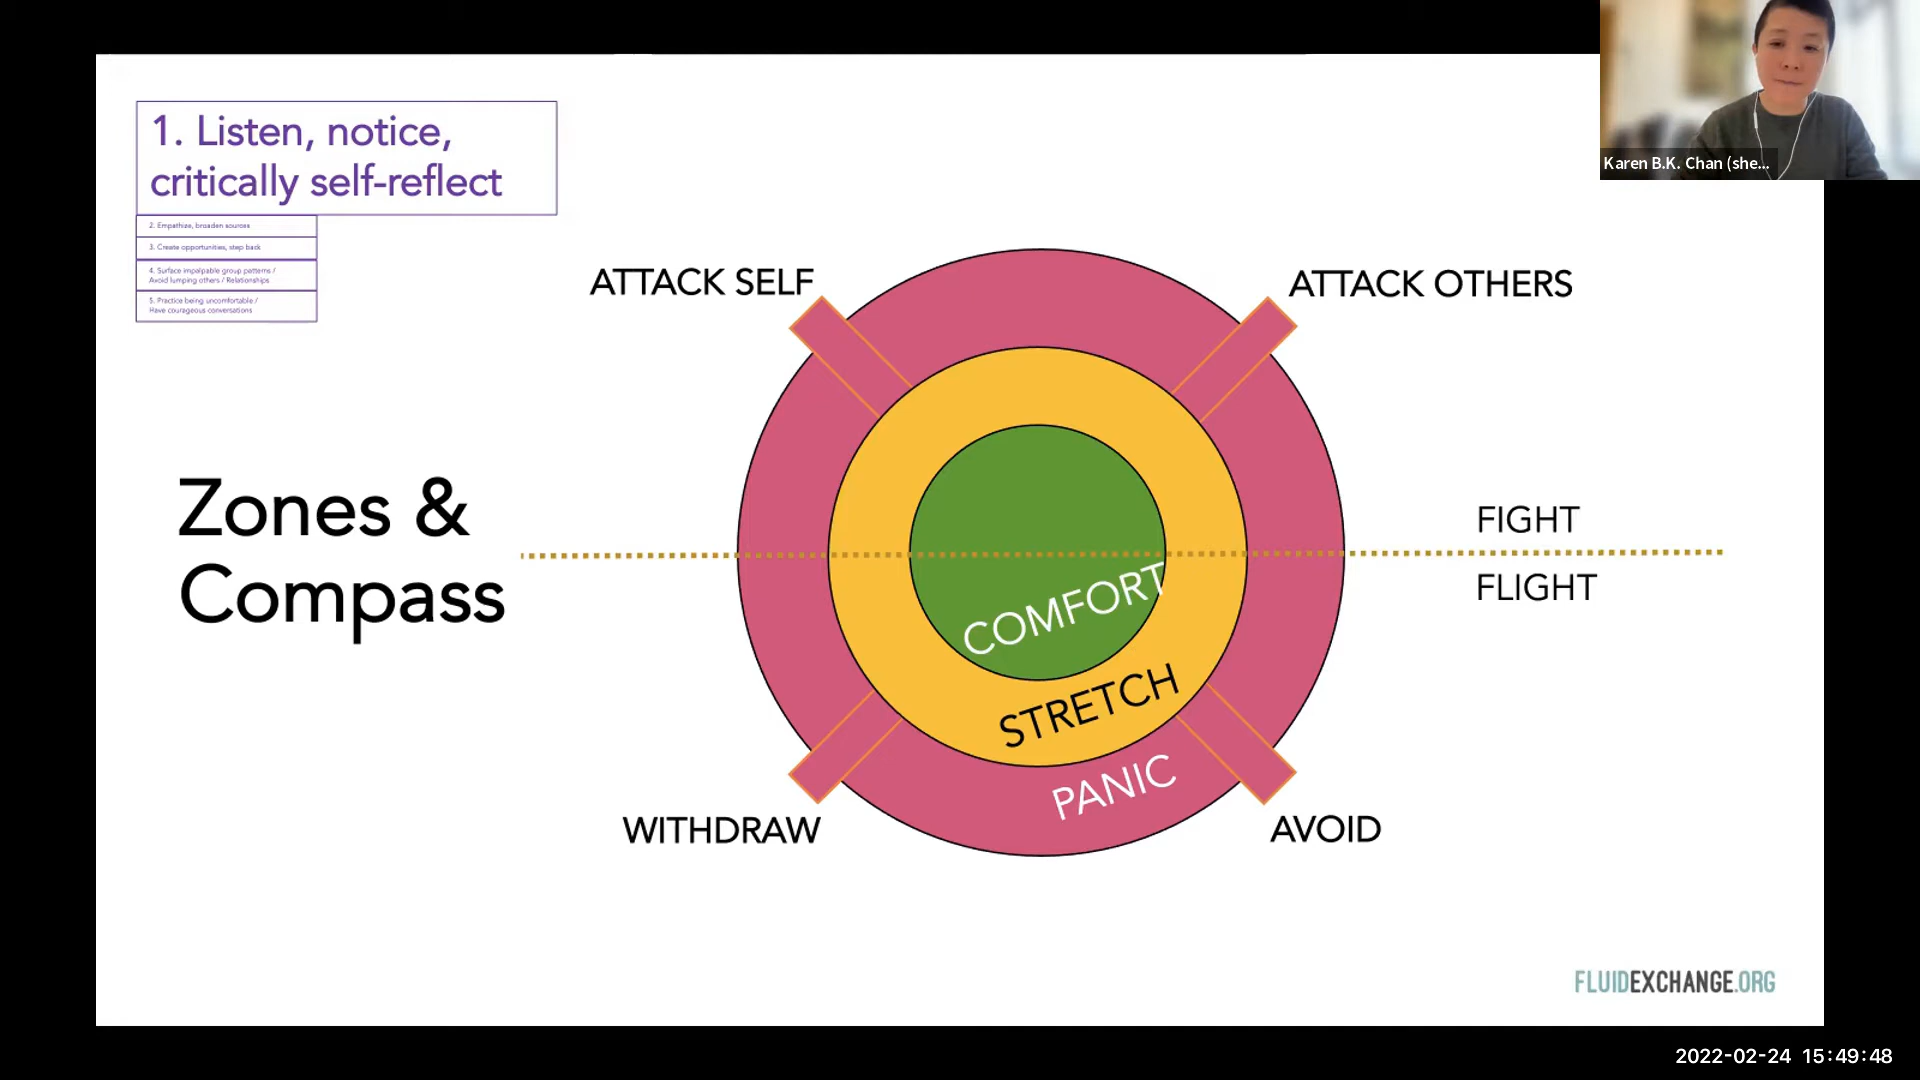 1. Listen, notice,
critically self-reflect
2. Empathize, broaden sources
3. Create opportunities, step back
4. Surface impalpable group patterns /
Avoid lumping others / Relationships
5. Practice being uncomfortable /
Have courageous conversations
Karen B.K. Chan (she...
ATTACK SELF
ATTACK OTHERS
Zones &
Compass
FIGHT
FLIGHT
COMFORT
STRETCH
PANIC
WITHDRAW
AVOID
FLUIDEXCHANGE.ORG
2022-02-24 15:49:48